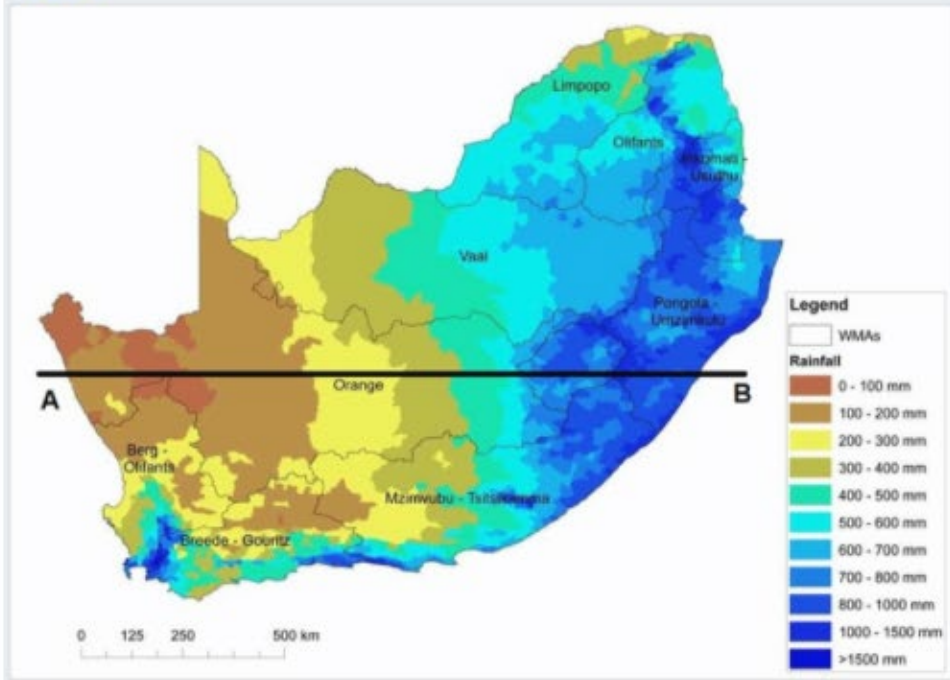 Limpopo
Olifants
Inkomati -
Usuthu
Vaal
Pongola -
Umzimkulu
A
Orange
B
Berg -
Olifants
Mzimvubu - Tsitsikamma
Breede - Gouritz
0 125 250 500 km
Legend
WMAs
Rainfall
0 - 100 mm
100 - 200 mm
200 - 300 mm
300 - 400 mm
400 - 500 mm
500 - 600 mm
600 - 700 mm
700 - 800 mm
800 - 1000 mm
1000 - 1500 mm
>1500 mm